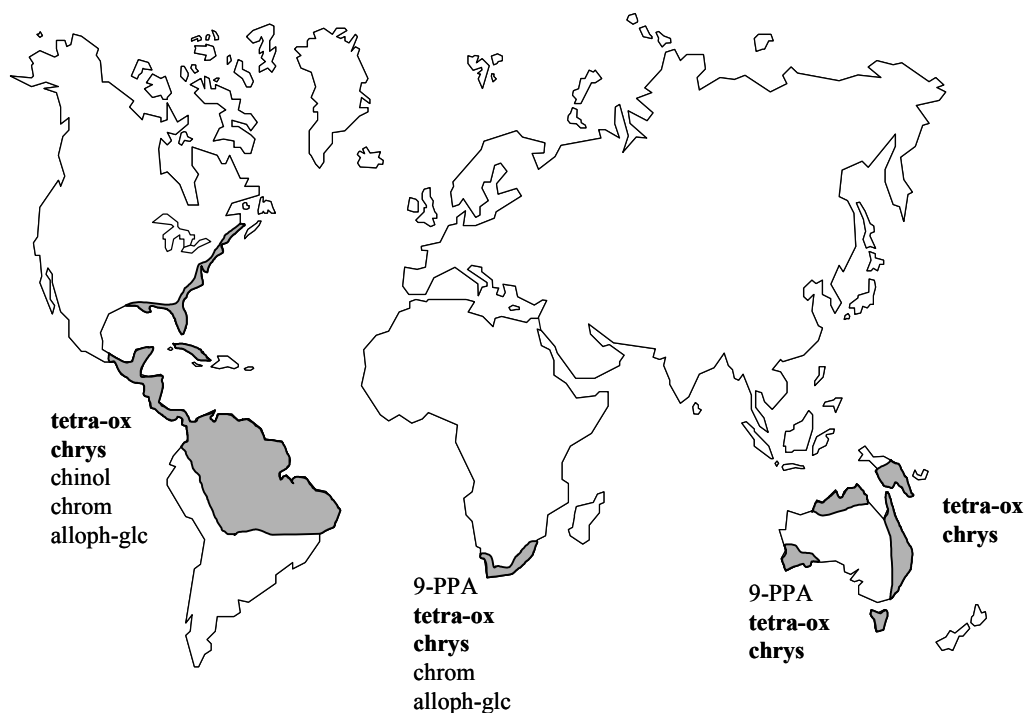 tetra-ox
chrys
chinol
chrom
alloph-glc
9-PPA
tetra-ox
chrys
chrom
alloph-glc
9-PPA
tetra-ox
chrys
tetra-ox
chrys